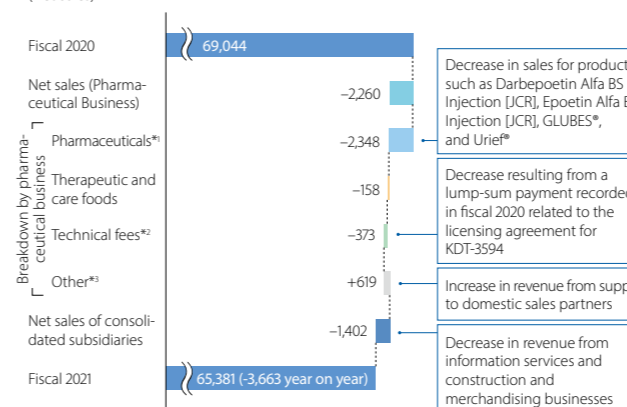 Fiscal 2020
69,044
Net sales (Pharma-
ceutical Business)
−2,260
Decrease in sales for
such as Darbepoetin Alfa BS
Injection [JCR], Epoetin Alfa
Injection [JCR], GLUBES®,
and Urief®
Breakdown by pharma-
ceutical business
Pharmaceuticals*1
−2,348
Therapeutic and
care foods
−158
Technical fees*2
−373
Decrease resulting from a
lump-sum payment
in fiscal 2020 related to the
licensing agreement for
KDT-3594
Other*3
+619
Increase in revenue from
to domestic sales partners
Net sales of consoli-
dated subsidiaries
−1,402
Decrease in revenue from
information services and
construction and
merchandising businesses
Fiscal 2021
65,381 (-3,663 year on year)